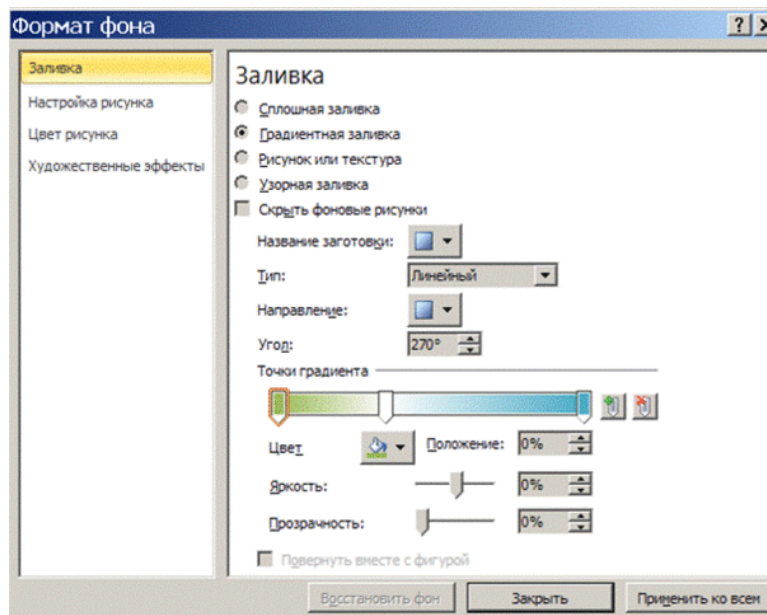 Формат фона
Заливка
Настройка рисунка
Цвет рисунка
Художественные эффекты
Заливка
Сплошная заливка
Градиентная заливка
Рисунок или текстура
Узорная заливка
Скрыть фоновые рисунки
Название заготовки:
Тип: Линейный
Направление:
Угол: 270°
Точки градиента
Цвет Положение: 0%
Яркость: 0%
Прозрачность: 0%
Повернуть вместе с фигурой
Восстановить фон Закрыть Применить ко всем